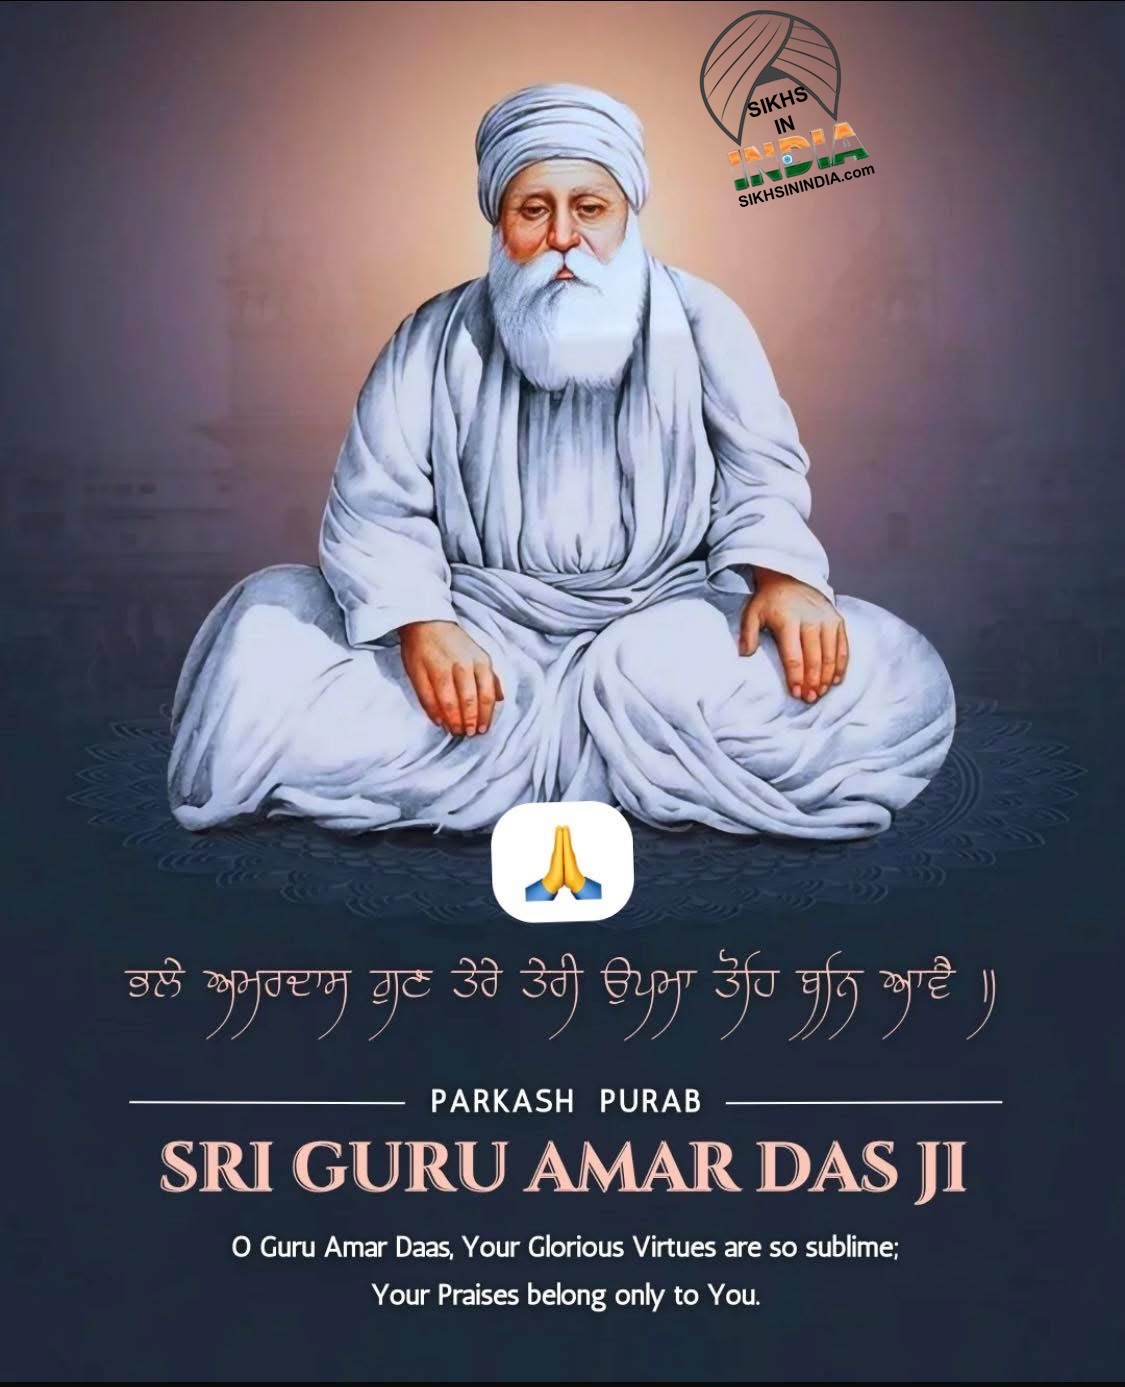 SIKHS
IN
INDIA
SIKHSININDIA.com
ਭਲੇ ਅਮਰਦਾਸ ਗੁਣ ਤੇਰੇ ਤੇਰੀ ਉਪਮਾ ਤੋਹਿ ਬਨਿ ਆਵੈ ॥
PARKASH PURAB
SRI GURU AMAR DAS JI
O Guru Amar Daas, Your Glorious Virtues are so sublime;
Your Praises belong only to You.